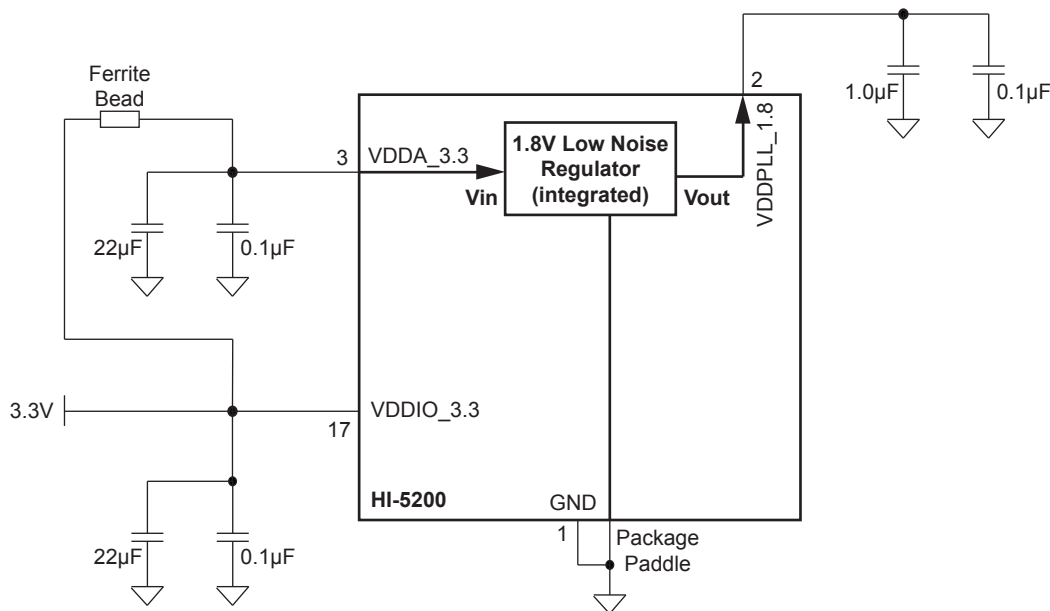 Ferrite
Bead
2
1.0µF
0.1µF
VDDPLL_1.8
1.8V Low Noise
Regulator
(integrated)
3
VDDA_3.3
Vin
Vout
22µF
0.1µF
3.3V
VDDIO_3.3
17
HI-5200
GND
1
Package
Paddle
22µF
0.1µF